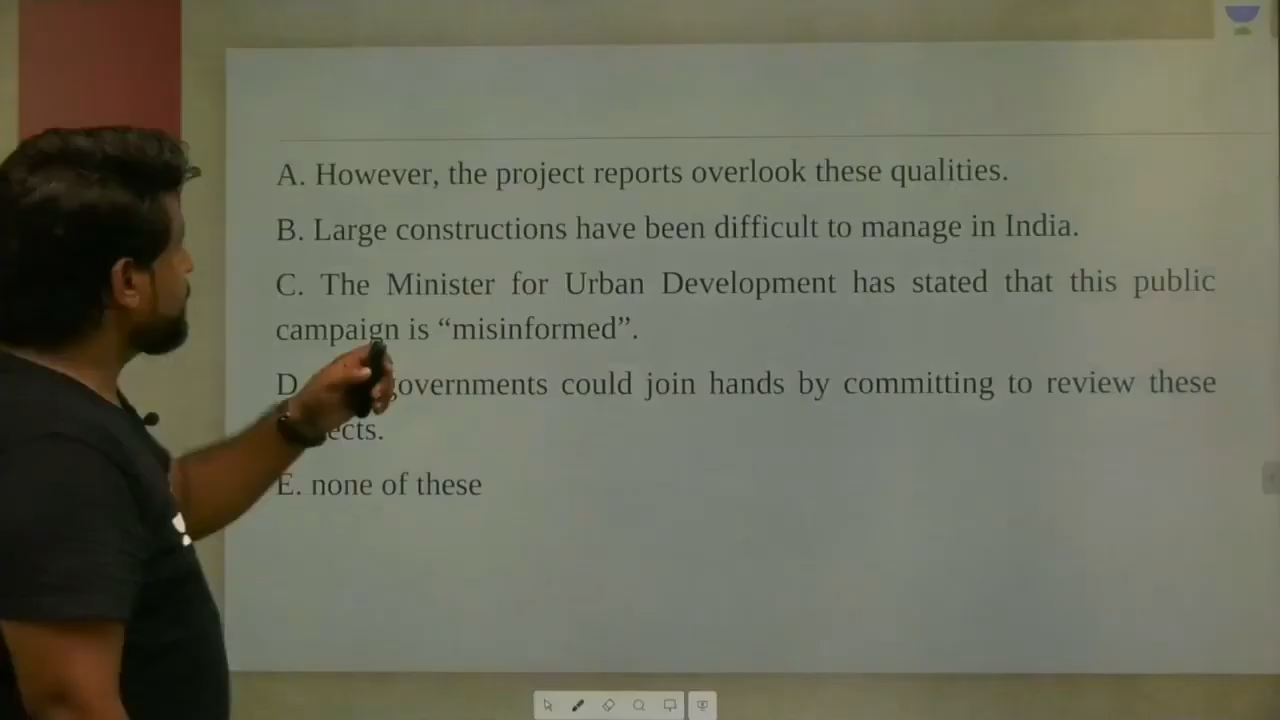 A. However, the project reports overlook these qualities.
B. Large constructions have been difficult to manage in India.
C. The Minister for Urban Development has stated that this public
campaign is “misinformed”.
D governments could join hands by committing to review these
ects.
E. none of these